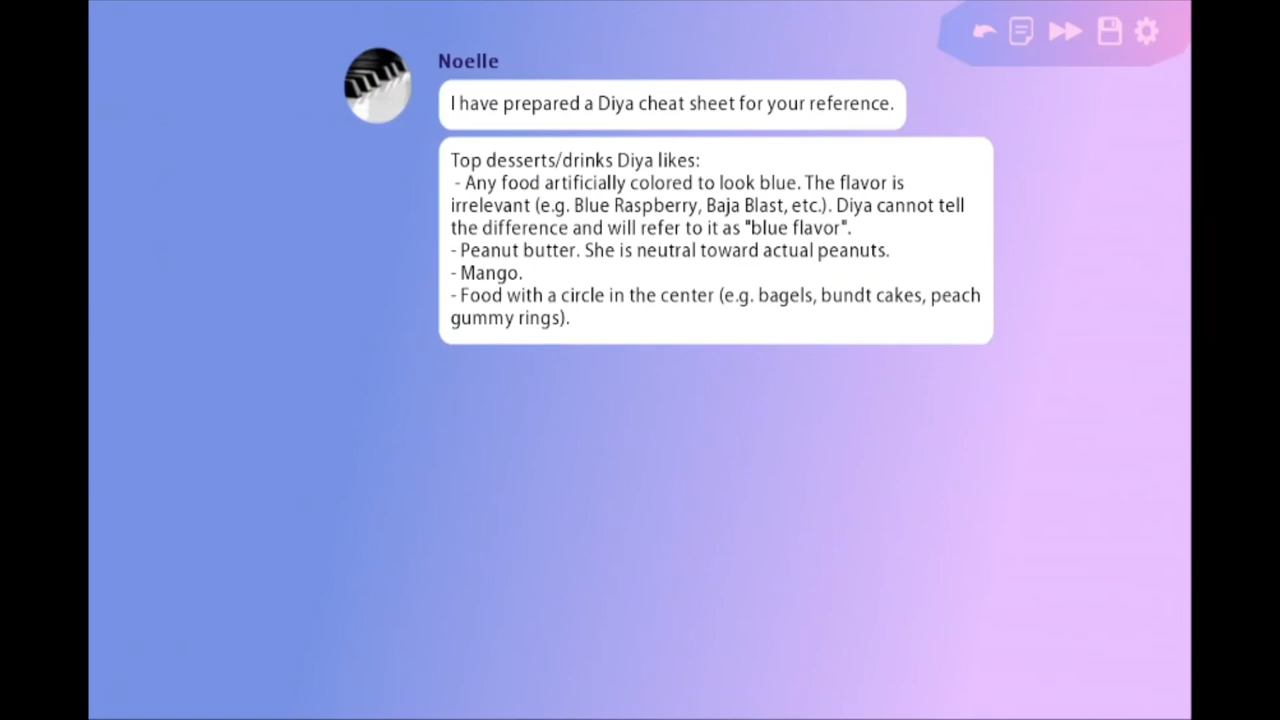 Noelle
I have prepared a Diya cheat sheet for your reference.
Top desserts/drinks Diya likes:
- Any food artificially colored to look blue. The flavor is
irrelevant (e.g. Blue Raspberry, Baja Blast, etc.). Diya cannot tell
the difference and will refer to it as "blue flavor".
- Peanut butter. She is neutral toward actual peanuts.
- Mango.
- Food with a circle in the center (e.g. bagels, bundt cakes, peach
gummy rings).